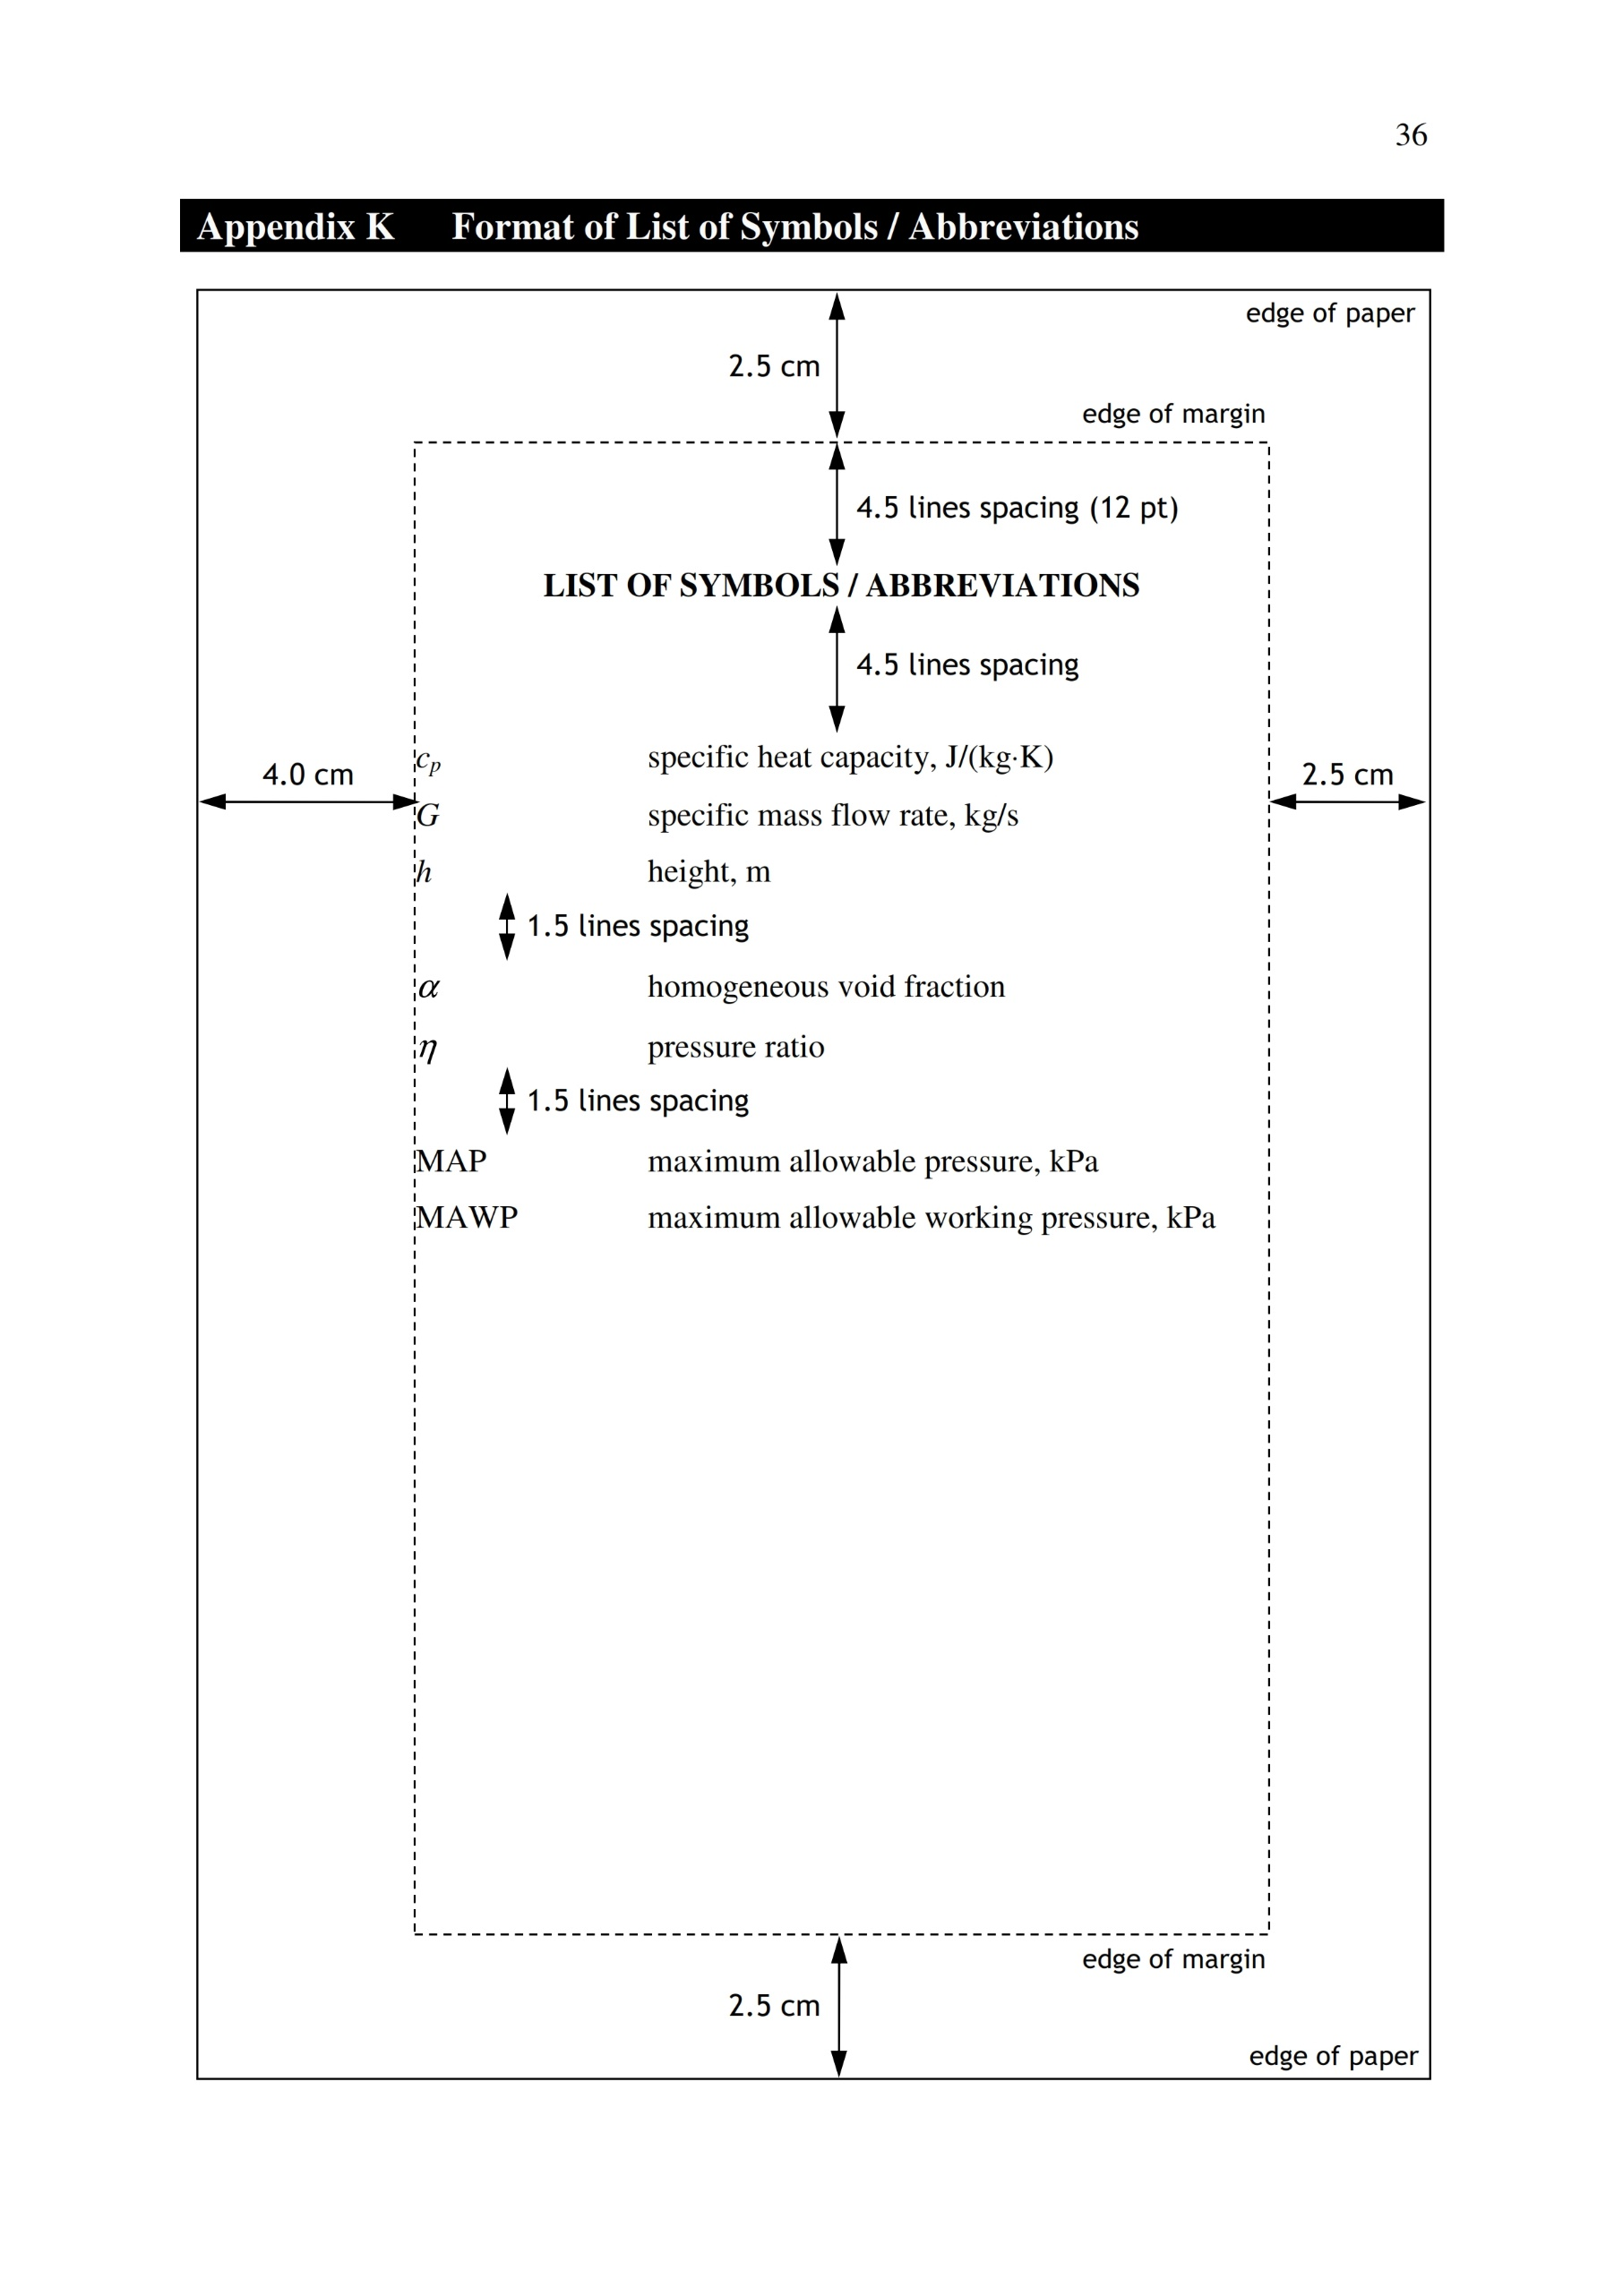 36
Appendix K Format of List of Symbols / Abbreviations
edge of paper
2.5 cm
edge of margin
4.5 lines spacing (12 pt)
LIST OF SYMBOLS / ABBREVIATIONS
4.5 lines spacing
cₚ specific heat capacity, J/(kg·K)
4.0 cm
2.5 cm
G specific mass flow rate, kg/s
h height, m
1.5 lines spacing
α homogeneous void fraction
η pressure ratio
1.5 lines spacing
MAP maximum allowable pressure, kPa
MAWP maximum allowable working pressure, kPa
edge of margin
2.5 cm
edge of paper